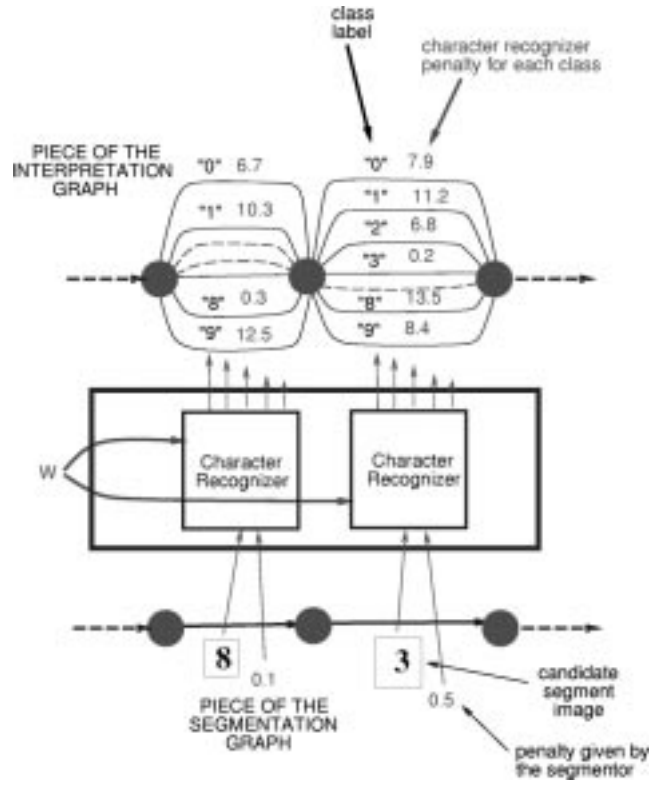 class
label
character recognizer
penalty for each class
PIECE OF THE
INTERPRETATION
GRAPH
"0" 6.7
"1" 10.3
"8" 0.3
"9" 12.5
"0" 7.9
"1" 11.2
"2" 6.8
"3" 0.2
"8" 13.5
"9" 8.4
W
Character
Recognizer
Character
Recognizer
8
0.1
3
0.5
PIECE OF THE
SEGMENTATION
GRAPH
candidate
segment
image
penalty given by
the segmentor